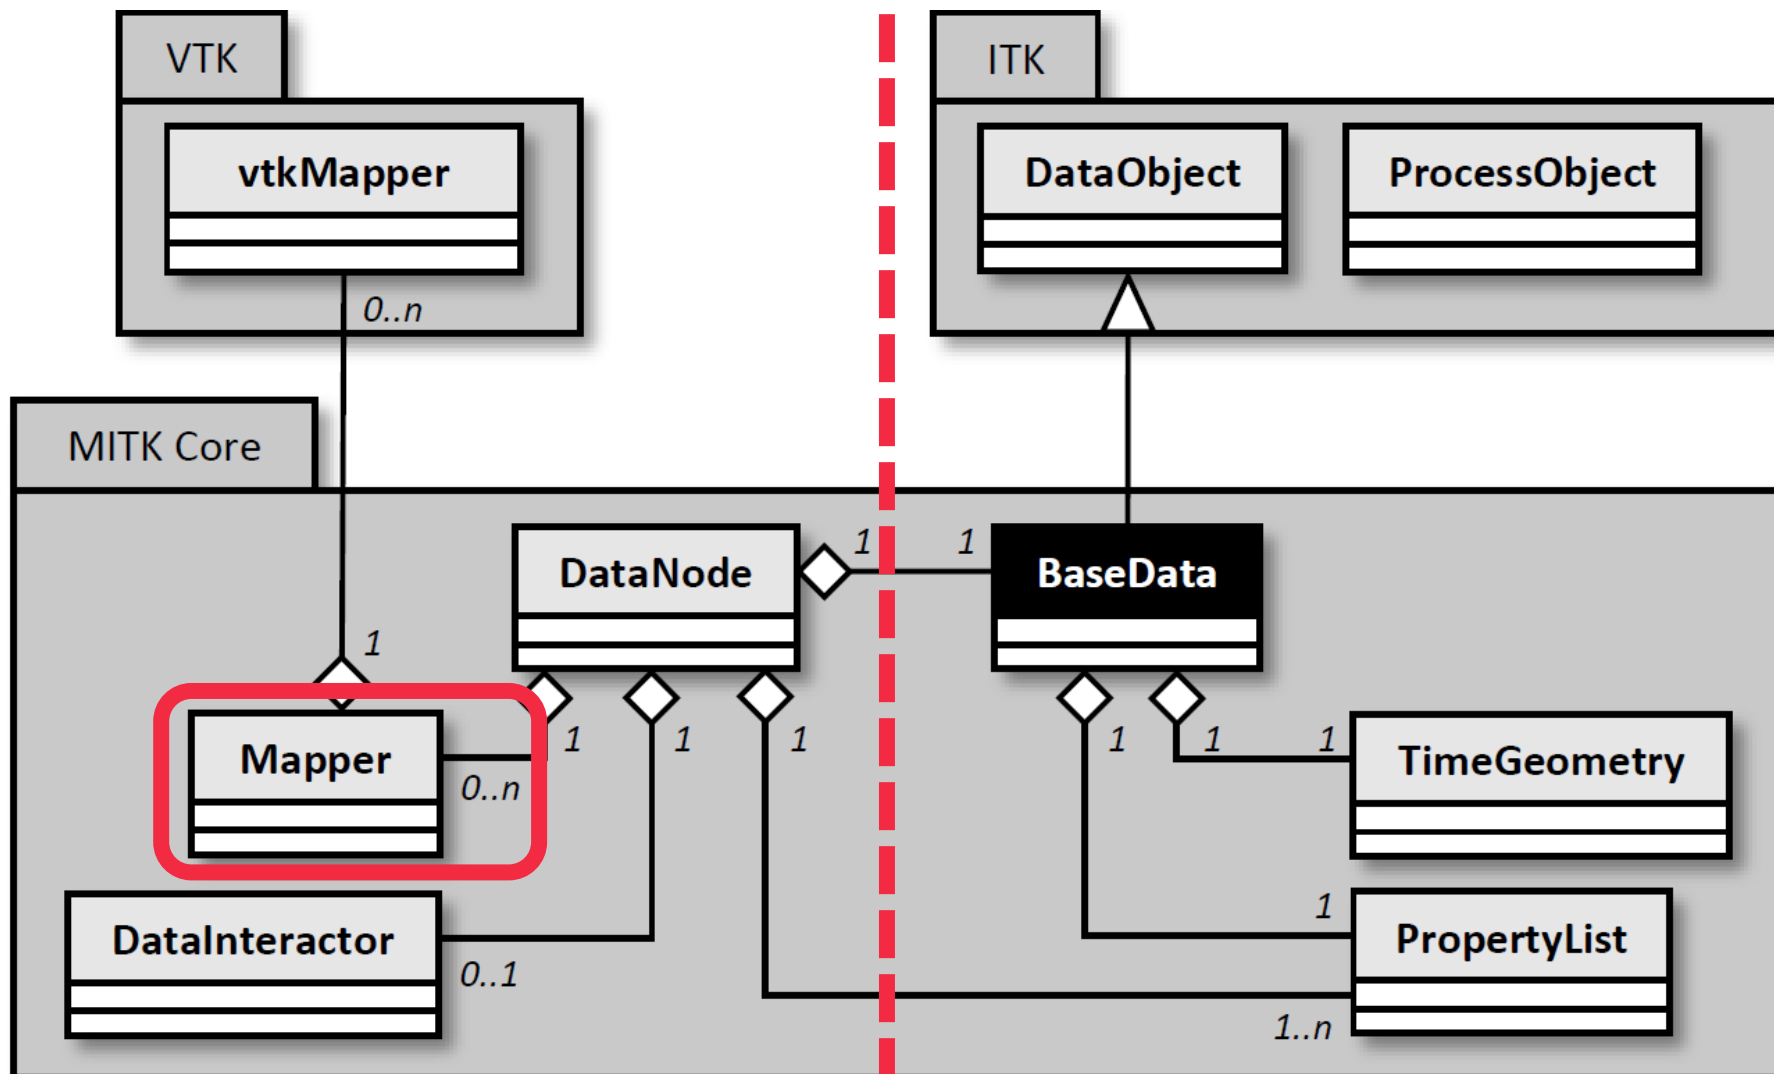 VTK
ITK
vtkMapper
DataObject
ProcessObject
0..n
MITK Core
1
1
DataNode
BaseData
1
Mapper
0..n
1
1
1
1
1
1
TimeGeometry
DataInteractor
0..1
1
PropertyList
1..n